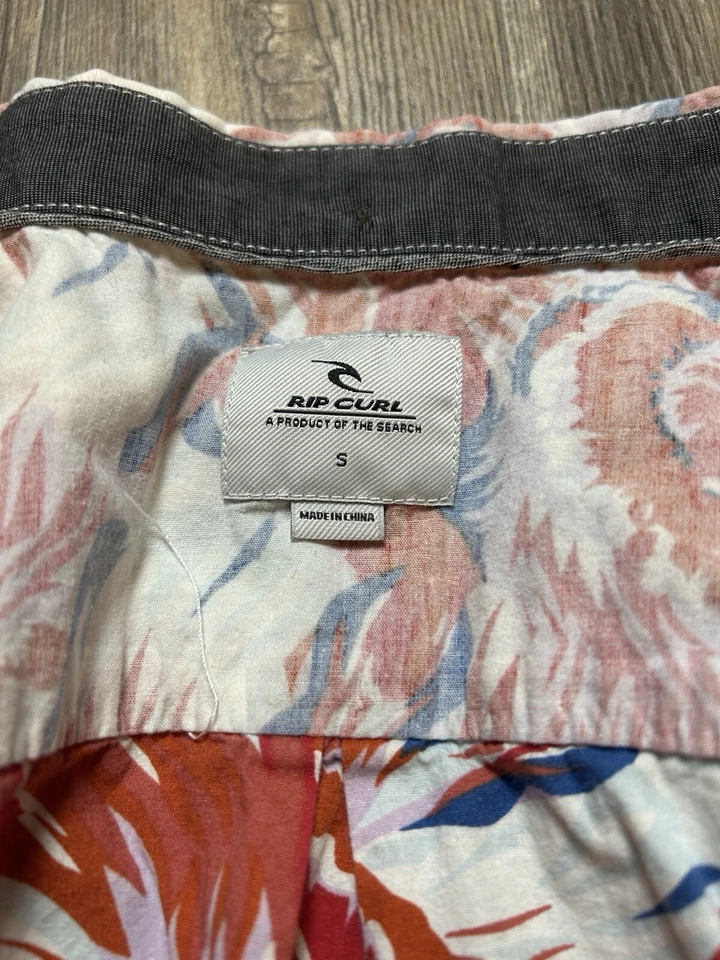 RIP CURL
A PRODUCT OF THE SEARCH
S
MADE IN CHINA